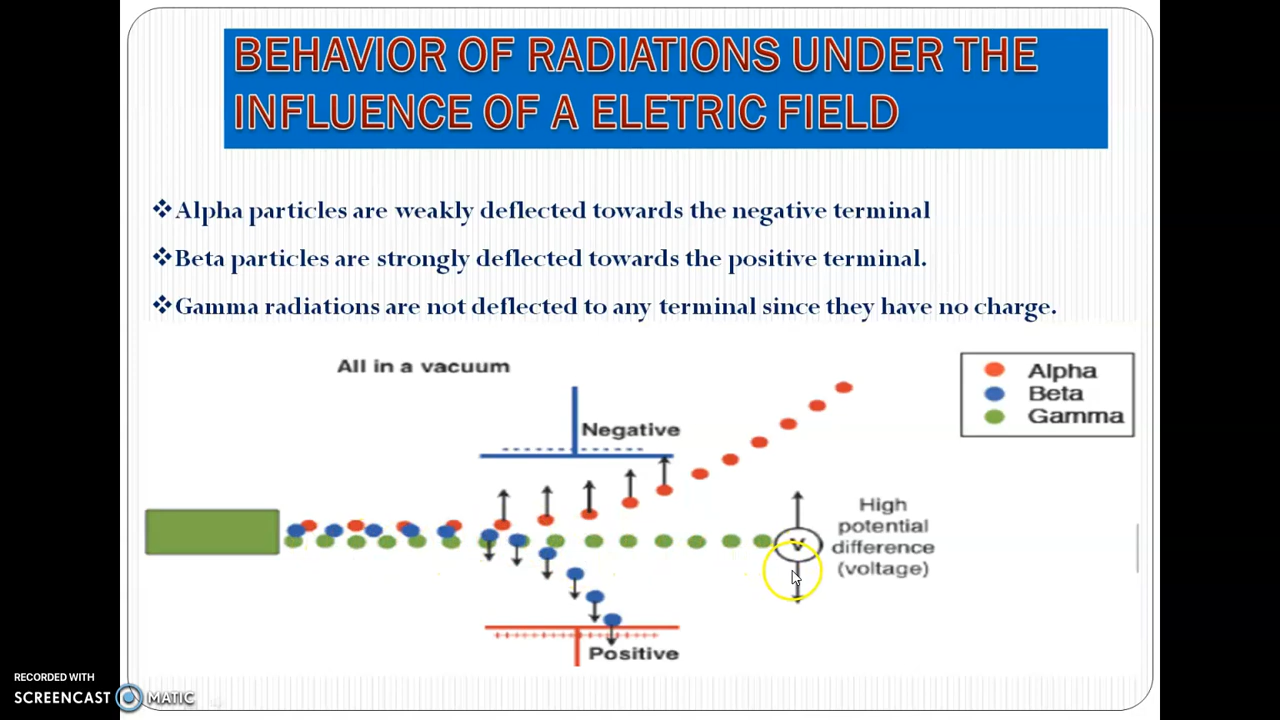 BEHAVIOR OF RADIATIONS UNDER THE
INFLUENCE OF A ELETRIC FIELD
❖Alpha particles are weakly deflected towards the negative terminal
❖Beta particles are strongly deflected towards the positive terminal.
❖Gamma radiations are not deflected to any terminal since they have no charge.
All in a vacuum
Alpha
Beta
Gamma
Negative
High
potential
difference
(voltage)
V
Positive
RECORDED WITH
SCREENCAST MATIC